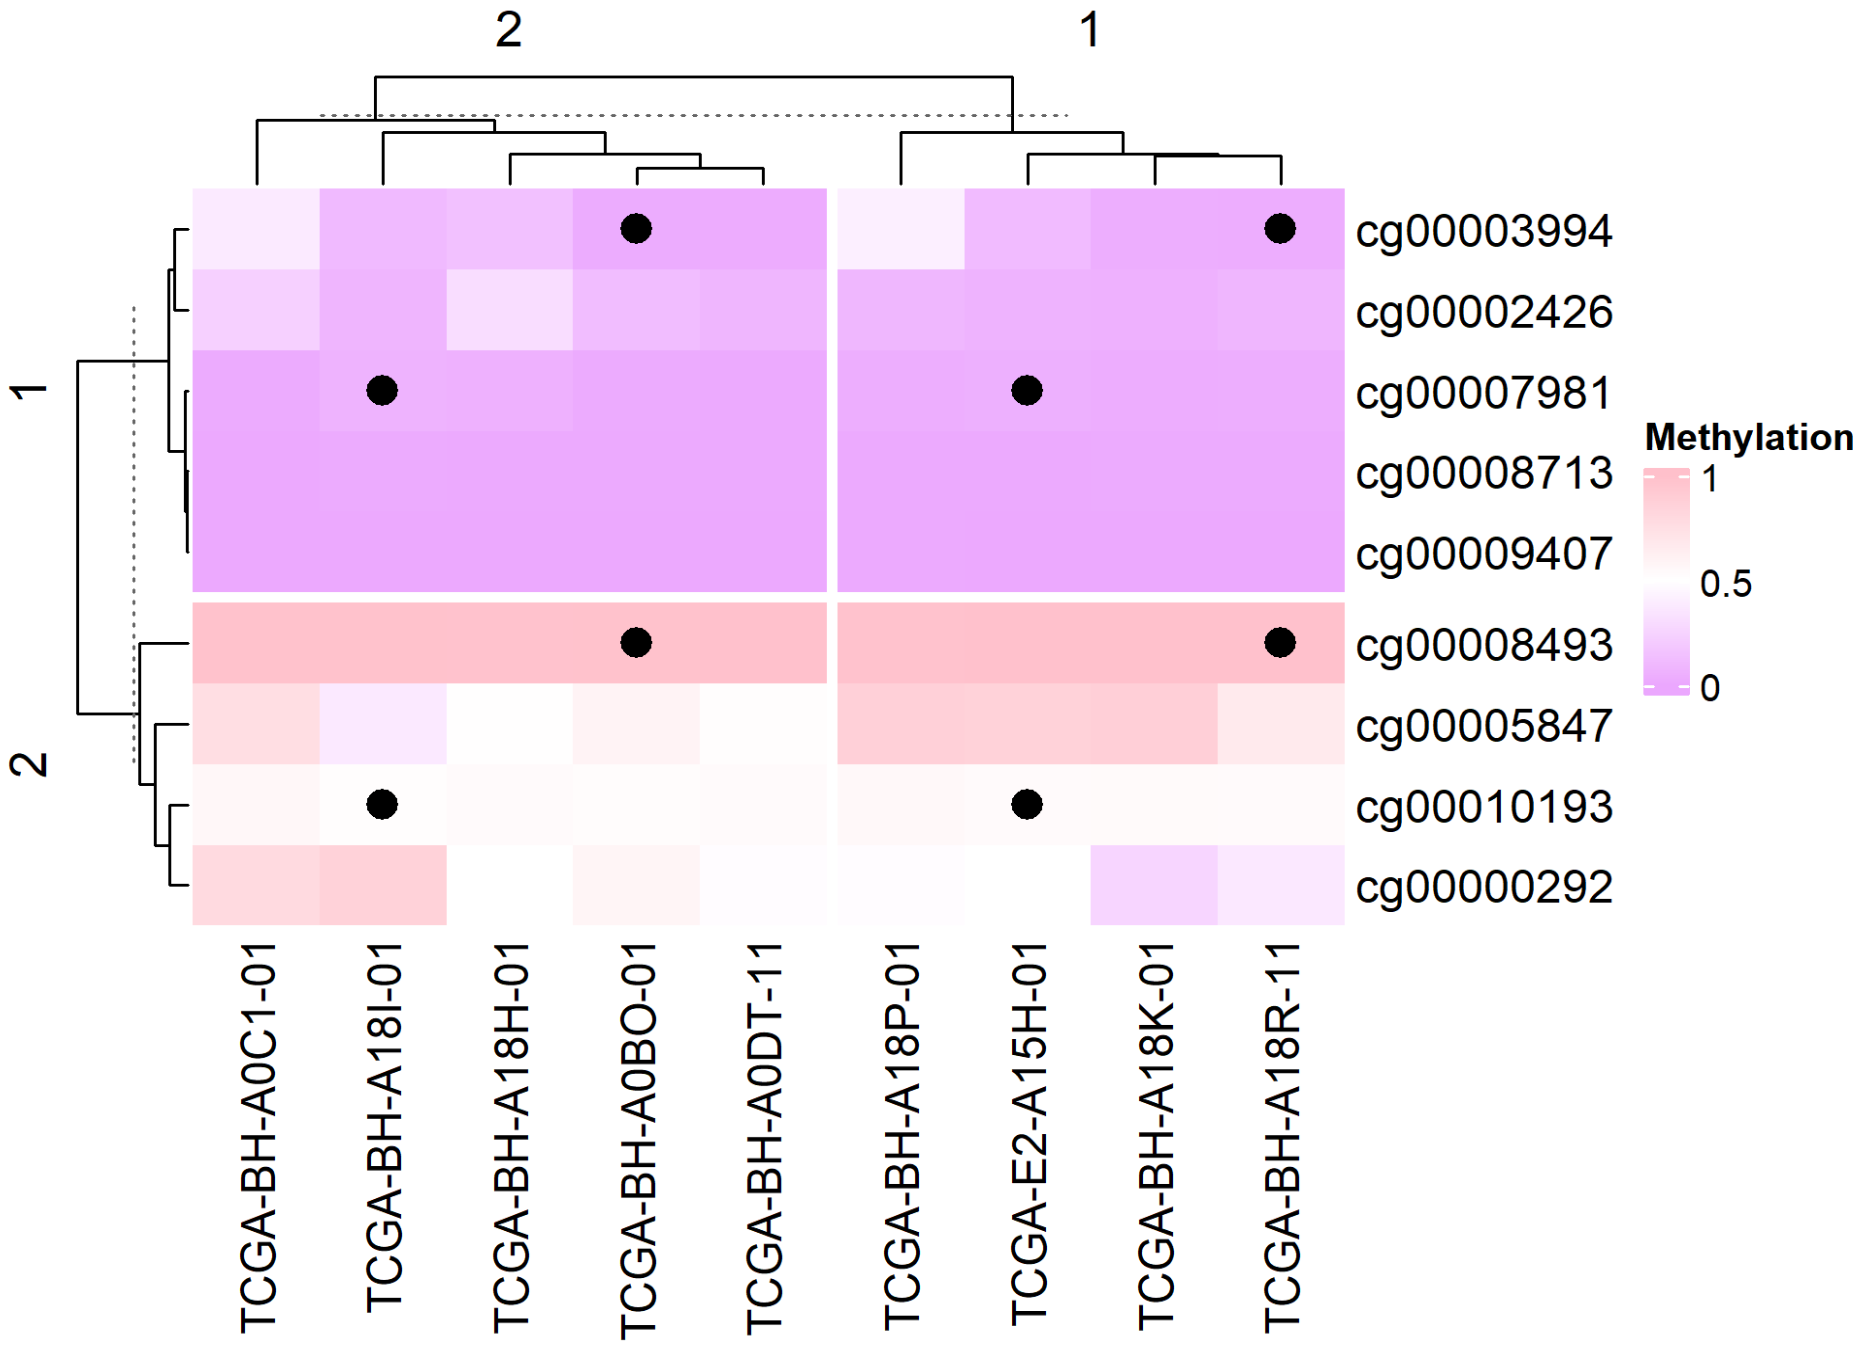 2 1
1
2
cg00003994
cg00002426
cg00007981
cg00008713
cg00009407
cg00008493
cg00005847
cg00010193
cg00000292
Methylation
1
0.5
0
TCGA-BH-A0C1-01
TCGA-BH-A18I-01
TCGA-BH-A18H-01
TCGA-BH-A0BO-01
TCGA-BH-A0DT-11
TCGA-BH-A18P-01
TCGA-E2-A15H-01
TCGA-BH-A18K-01
TCGA-BH-A18R-11